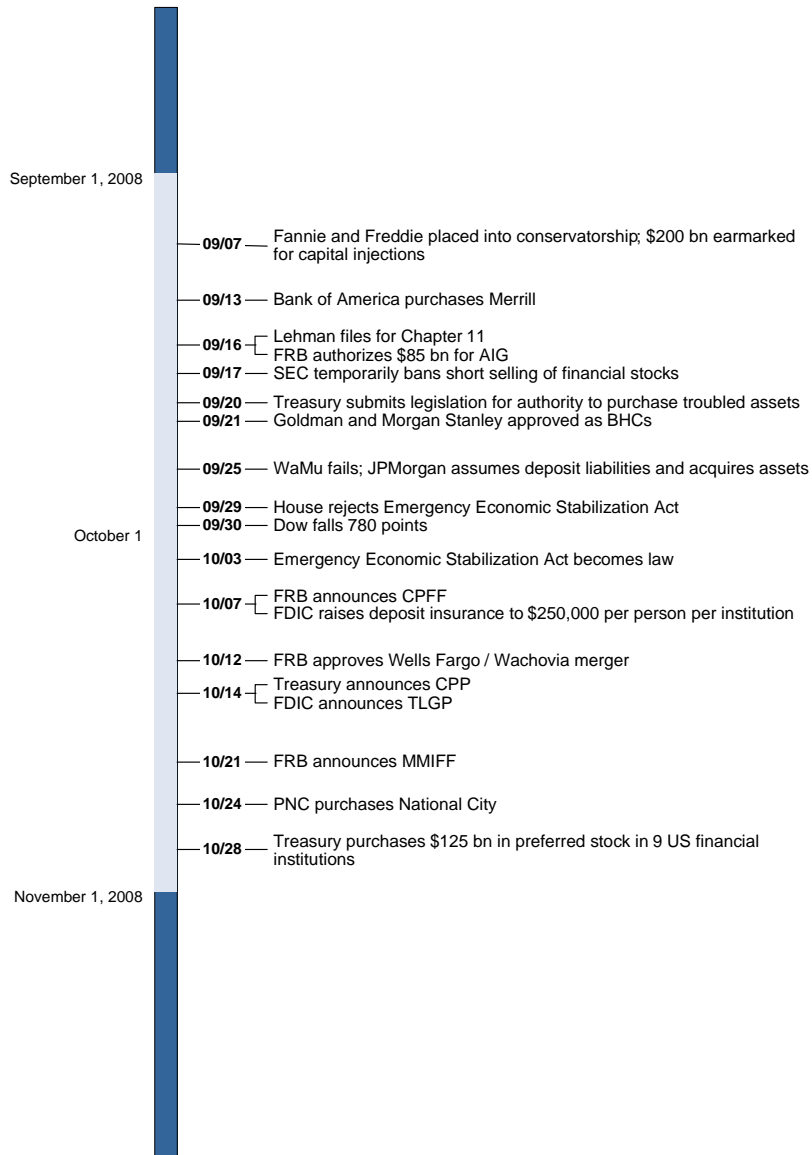 September 1, 2008
09/07 Fannie and Freddie placed into conservatorship; $200 bn earmarked
for capital injections
09/13 Bank of America purchases Merrill
09/16 Lehman files for Chapter 11
FRB authorizes $85 bn for AIG
09/17 SEC temporarily bans short selling of financial stocks
09/20 Treasury submits legislation for authority to purchase troubled assets
09/21 Goldman and Morgan Stanley approved as BHCs
09/25 WaMu fails; JPMorgan assumes deposit liabilities and acquires assets
09/29 House rejects Emergency Economic Stabilization Act
09/30 Dow falls 780 points
October 1
10/03 Emergency Economic Stabilization Act becomes law
10/07 FRB announces CPFF
FDIC raises deposit insurance to $250,000 per person per institution
10/12 FRB approves Wells Fargo / Wachovia merger
10/14 Treasury announces CPP
FDIC announces TLGP
10/21 FRB announces MMIFF
10/24 PNC purchases National City
10/28 Treasury purchases $125 bn in preferred stock in 9 US financial
institutions
November 1, 2008